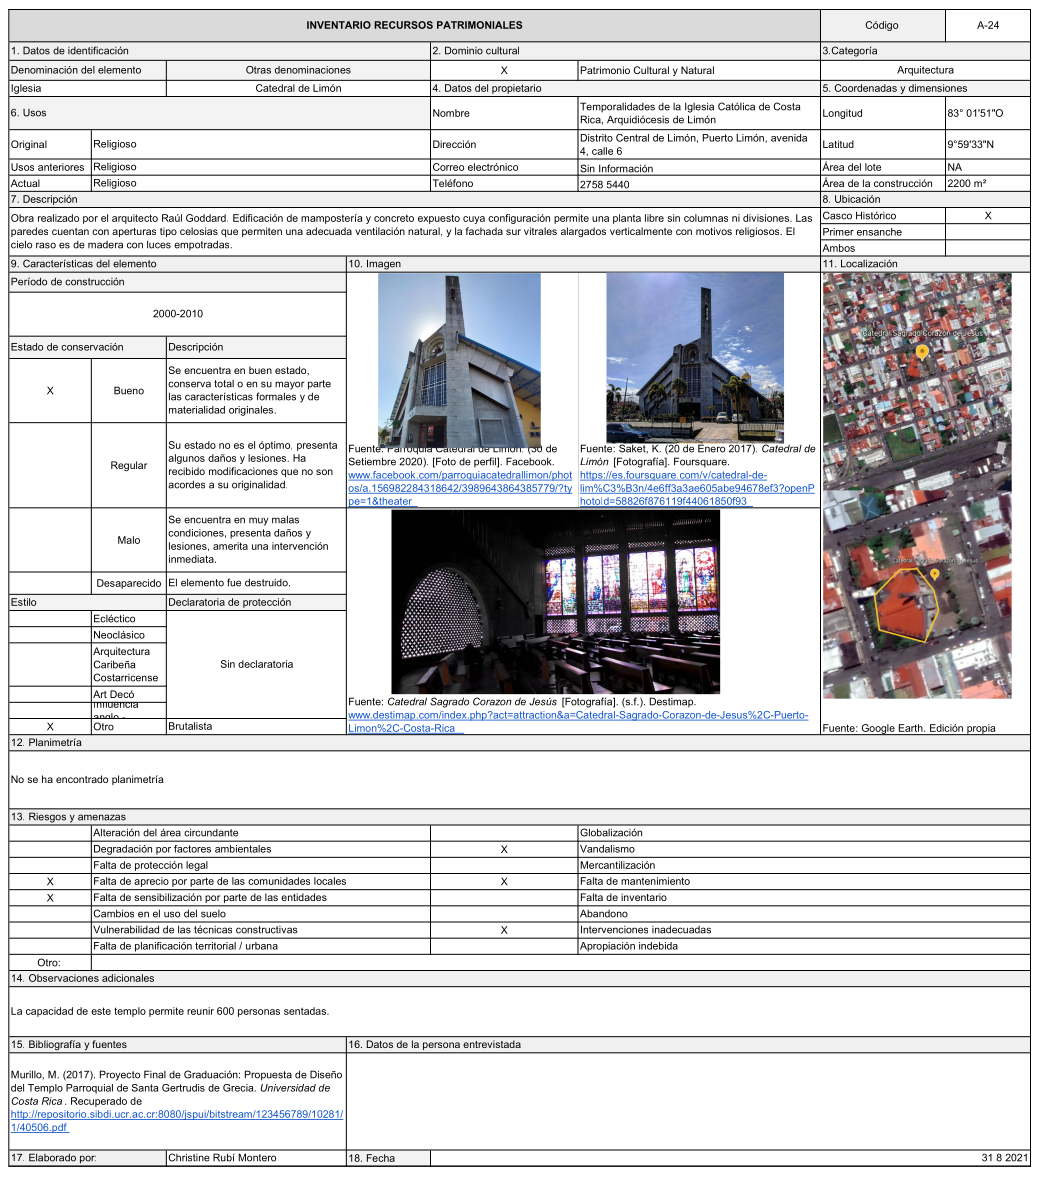 INVENTARIO RECURSOS PATRIMONIALES
Código
A-24
1. Datos de identificación
2. Dominio cultural
3.Categoría
Denominación del elemento
Otras denominaciones
X
Patrimonio Cultural y Natural
Arquitectura
Iglesia
Catedral de Limón
4. Datos del propietario
5. Coordenadas y dimensiones
6. Usos
Nombre
Temporalidades de la Iglesia Católica de Costa
Rica, Arquidiócesis de Limón
Longitud
83° 01'51"O
Original
Religioso
Dirección
Distrito Central de Limón, Puerto Limón, avenida
4, calle 6
Latitud
9°59'33"N
Usos anteriores
Religioso
Correo electrónico
Sin Información
Área del lote
NA
Actual
Religioso
Teléfono
2758 5440
Área de la construcción
2200 m²
7. Descripción
8. Ubicación
Obra realizado por el arquitecto Raúl Goddard. Edificación de mampostería y concreto expuesto cuya configuración permite una planta libre sin columnas ni divisiones. Las
paredes cuentan con aperturas tipo celosias que permiten una adecuada ventilación natural, y la fachada sur vitrales alargados verticalmente con motivos religiosos. El
cielo raso es de madera con luces empotradas.
Casco Histórico
X
Primer ensanche
Ambos
9. Características del elemento
10. Imagen
11. Localización
Período de construcción
2000-2010
Estado de conservación
Descripción
X
Bueno
Se encuentra en buen estado,
conserva total o en su mayor parte
las características formales y de
materialidad originales.
Regular
Su estado no es el óptimo, presenta
algunos daños y lesiones. Ha
recibido modificaciones que no son
acordes a su originalidad.
Malo
Se encuentra en muy malas
condiciones, presenta daños y
lesiones, amerita una intervención
inmediata.
Desaparecido
El elemento fue destruido.
Estilo
Declaratoria de protección
Ecléctico
Neoclásico
Arquitectura
Caribeña
Costarricense
Art Decó
Influencia
anglo -
Sin declaratoria
X
Otro
Brutalista
Fuente: Parroquia Catedral de Limón. (30 de
Setiembre 2020). [Foto de perfil]. Facebook.
www.facebook.com/parroquiacatedrallimon/phot
os/a.156982284318642/3989643864385779/?ty
pe=1&theater
Fuente: Saket, K. (20 de Enero 2017). Catedral de
Limón [Fotografía]. Foursquare.
https://es.foursquare.com/v/catedral-de-
lim%C3%B3n/4e6ff3a3ae605abe94678ef3?openP
hotoId=58826f876119f44061850f93
Fuente: Catedral Sagrado Corazon de Jesús [Fotografía]. (s.f.). Destimap.
www.destimap.com/index.php?act=attraction&a=Catedral-Sagrado-Corazon-de-Jesus%2C-Puerto-
Limon%2C-Costa-Rica
Catedral Sagrado Corazon de Jesus
Catedral Sagrado Corazon de Jesus
Fuente: Google Earth. Edición propia
12. Planimetría
No se ha encontrado planimetría
13. Riesgos y amenazas
Alteración del área circundante
Globalización
Degradación por factores ambientales
X
Vandalismo
Falta de protección legal
Mercantilización
X
Falta de aprecio por parte de las comunidades locales
X
Falta de mantenimiento
X
Falta de sensibilización por parte de las entidades
Falta de inventario
Cambios en el uso del suelo
Abandono
Vulnerabilidad de las técnicas constructivas
X
Intervenciones inadecuadas
Falta de planificación territorial / urbana
Apropiación indebida
Otro:
14. Observaciones adicionales
La capacidad de este templo permite reunir 600 personas sentadas.
15. Bibliografía y fuentes
16. Datos de la persona entrevistada
Murillo, M. (2017). Proyecto Final de Graduación: Propuesta de Diseño
del Templo Parroquial de Santa Gertrudis de Grecia. Universidad de
Costa Rica. Recuperado de
http://repositorio.sibdi.ucr.ac.cr:8080/jspui/bitstream/123456789/10281/
1/40506.pdf
17. Elaborado por:
Christine Rubí Montero
18. Fecha
31 8 2021